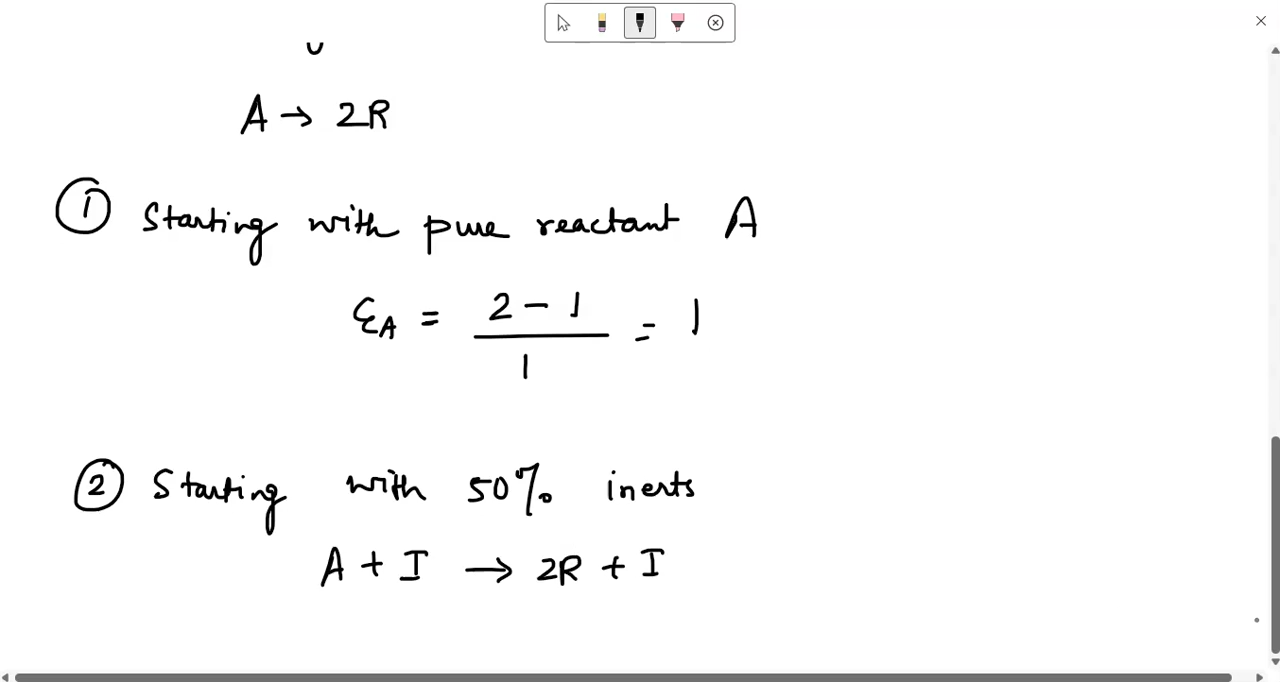 A → 2R
① Starting with pure reactant A
ε_A = (2 - 1)/1 = 1
② Starting with 50% inerts
A + I → 2R + I